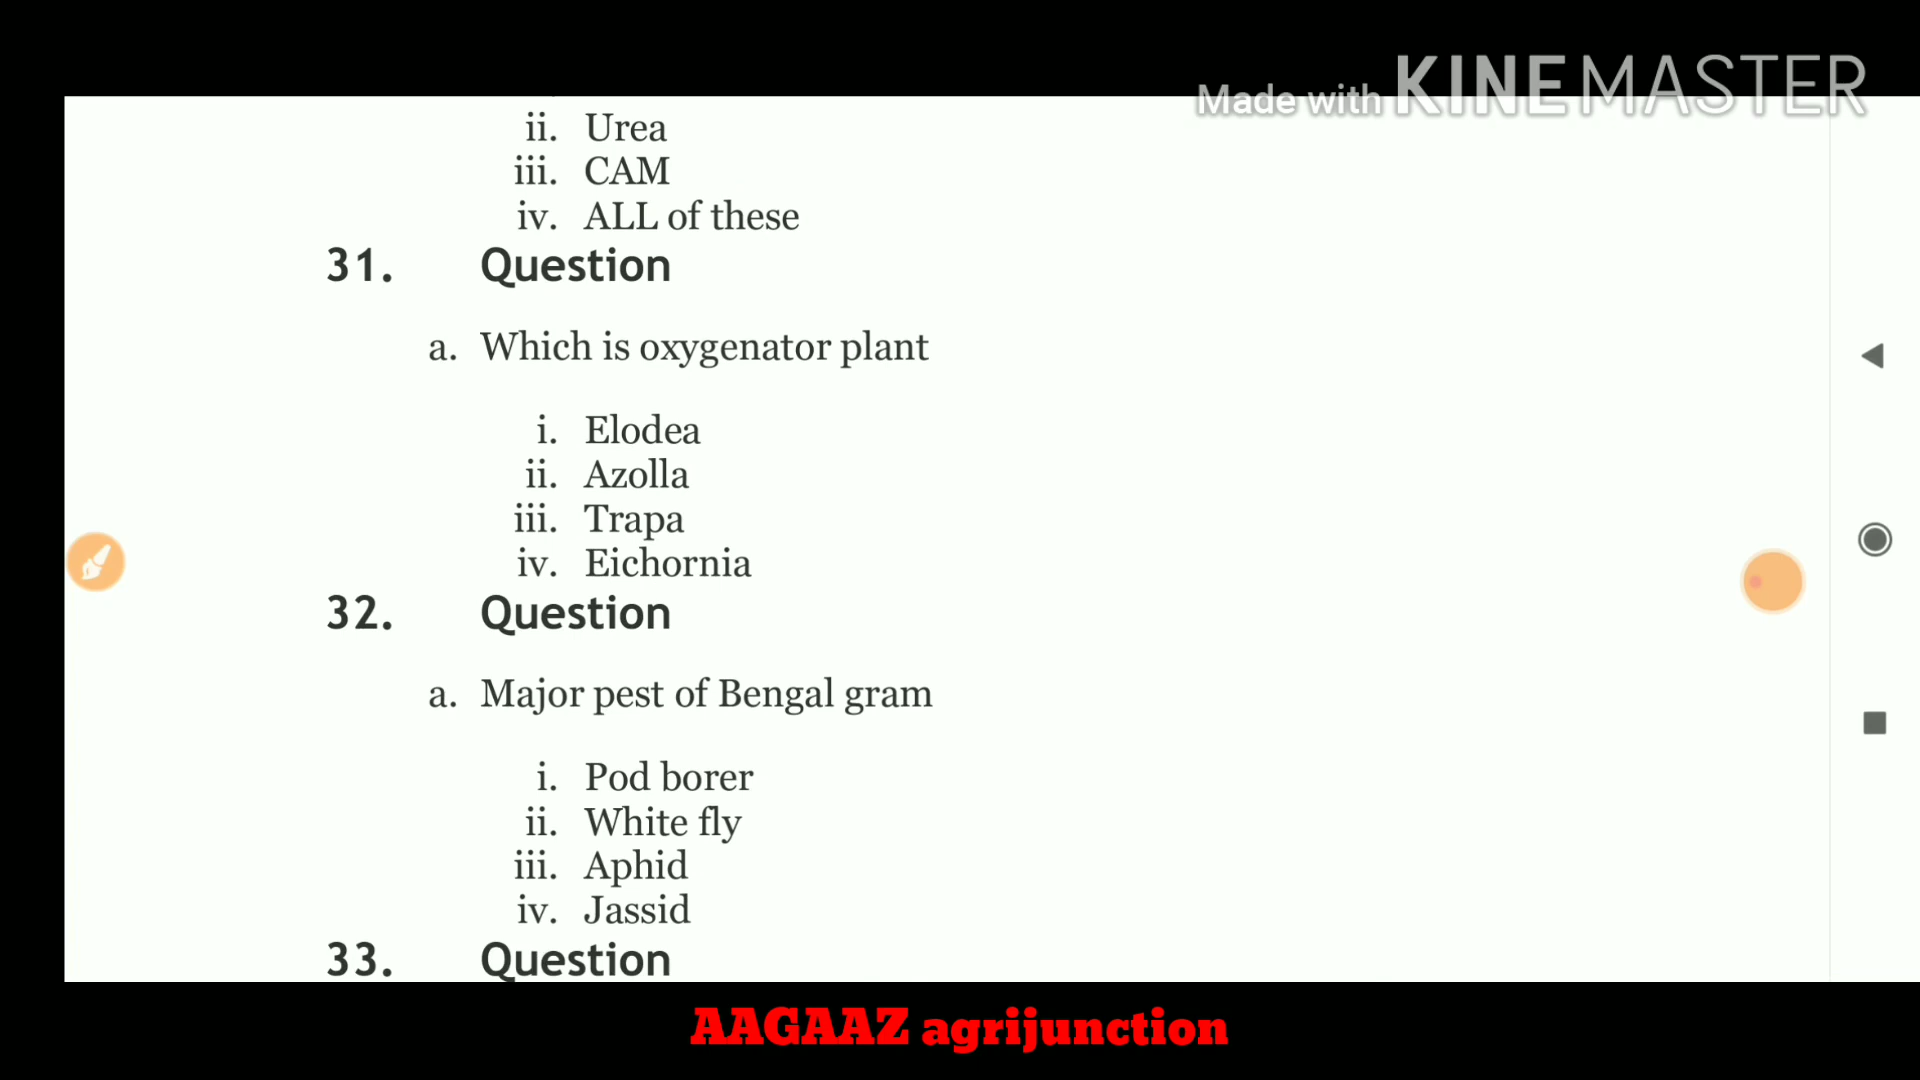 Made with KINEMASTER
ii. Urea
iii. CAM
iv. ALL of these
31. Question
a. Which is oxygenator plant
i. Elodea
ii. Azolla
iii. Trapa
iv. Eichornia
32. Question
a. Major pest of Bengal gram
i. Pod borer
ii. White fly
iii. Aphid
iv. Jassid
33. Question
AAGAAZ agrijunction